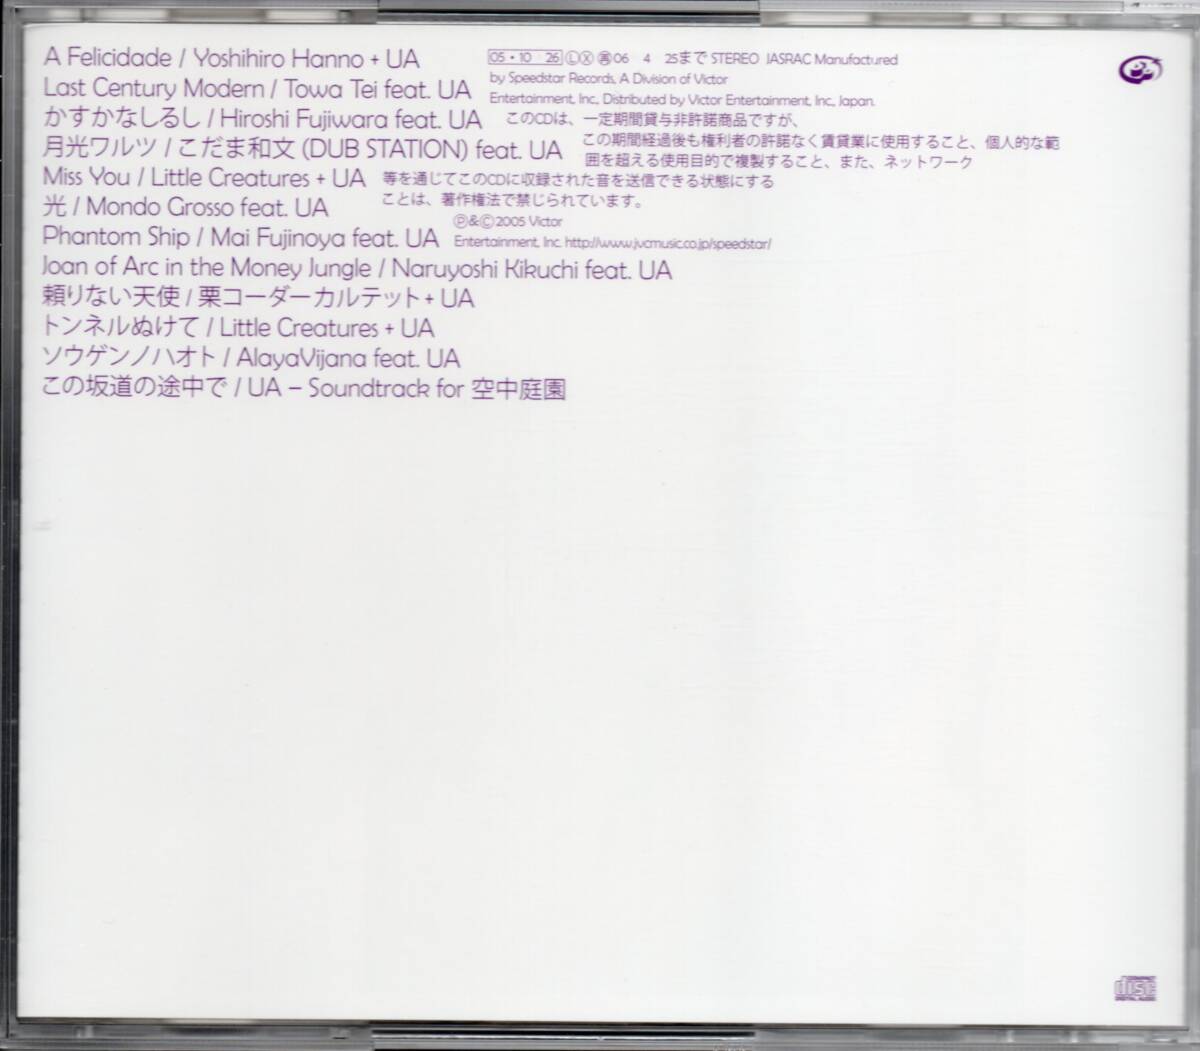 A Felicidade / Yoshihiro Hanno + UA
Last Century Modern / Towa Tei feat. UA
かすかなしるし / Hiroshi Fujiwara feat. UA
月光ワルツ / こだま和文 (DUB STATION) feat. UA
Miss You / Little Creatures + UA
光 / Mondo Grosso feat. UA
Phantom Ship / Mai Fujinoya feat. UA
Joan of Arc in the Money Jungle / Naruyoshi Kikuchi feat. UA
頼りない天使 / 栗コーダーカルテット + UA
トンネルぬけて / Little Creatures + UA
ソウゲンノハオト / AlayaVijana feat. UA
この坂道の途中で / UA – Soundtrack for 空中庭園
05・10 26 Ⓛ Ⓧ 06 4 25まで STEREO JASRAC Manufactured
by Speedstar Records, A Division of Victor
Entertainment, Inc., Distributed by Victor Entertainment, Inc., Japan.
このCDは、一定期間貸与非許諾商品ですが、
この期間経過後も権利者の許諾なく賃貸業に使用すること、個人的な範
囲を超える使用目的で複製すること、また、ネットワーク
等を通じてこのCDに収録された音を送信できる状態にする
ことは、著作権法で禁じられています。
Ⓟ&Ⓒ 2005 Victor
Entertainment, Inc. http://www.jvcmusic.co.jp/speedstar/
COMPACT
disc
DIGITAL AUDIO